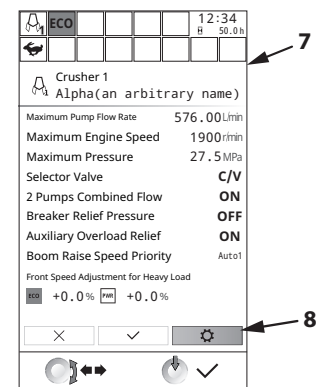 ECO 12:34
50.0h
7
Crusher 1
1 Alpha(an arbitrary name)
Maximum Pump Flow Rate 576.00L/min
Maximum Engine Speed 1900r/min
Maximum Pressure 27.5MPa
Selector Valve C/V
2 Pumps Combined Flow ON
Breaker Relief Pressure OFF
Auxiliary Overload Relief ON
Boom Raise Speed Priority Auto1
Front Speed Adjustment for Heavy Load
ECO +0.0% PWR +0.0%
8